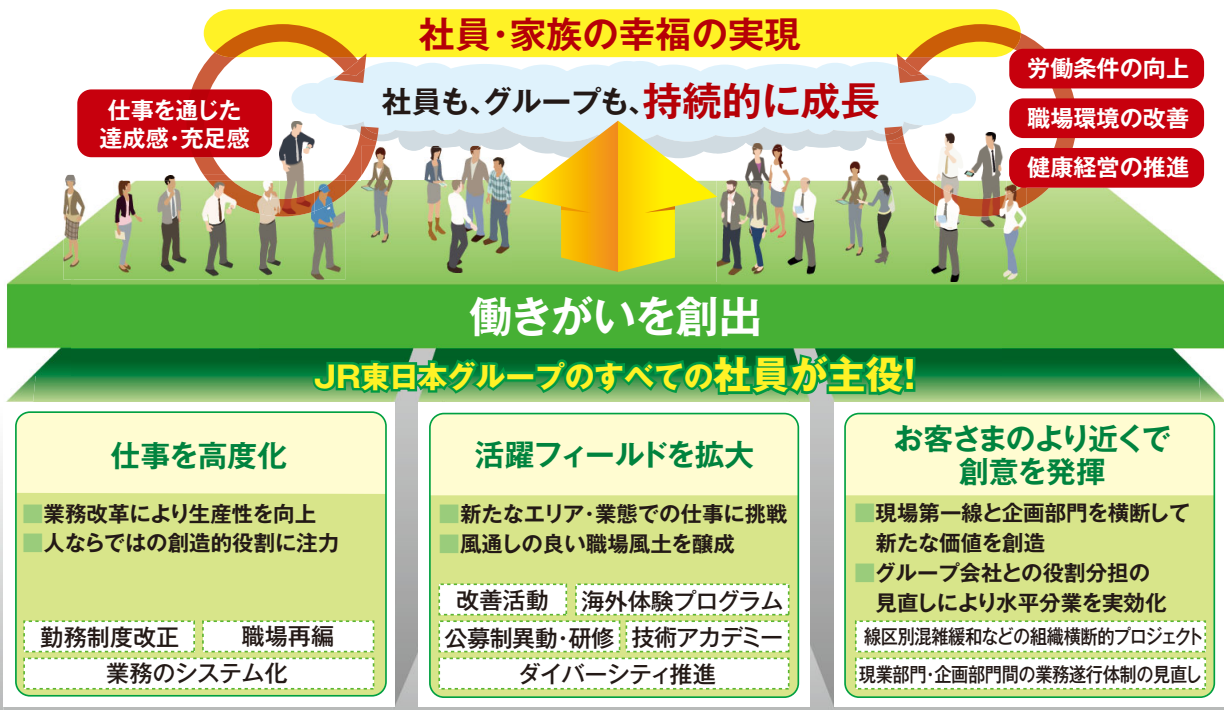 社員・家族の幸福の実現
社員も、グループも、持続的に成長
仕事を通じた
達成感・充足感
労働条件の向上
職場環境の改善
健康経営の推進
働きがいを創出
JR東日本グループのすべての社員が主役!
仕事を高度化
■業務改革により生産性を向上
■人ならではの創造的役割に注力
勤務制度改正
職場再編
業務のシステム化
活躍フィールドを拡大
■新たなエリア・業態での仕事に挑戦
■風通しの良い職場風土を醸成
改善活動
海外体験プログラム
公募制異動・研修
技術アカデミー
ダイバーシティ推進
お客さまのより近くで
創意を発揮
■現場第一線と企画部門を横断して
新たな価値を創造
■グループ会社との役割分担の
見直しにより水平分業を実効化
線区別混雑緩和などの組織横断的プロジェクト
現業部門・企画部門間の業務遂行体制の見直し